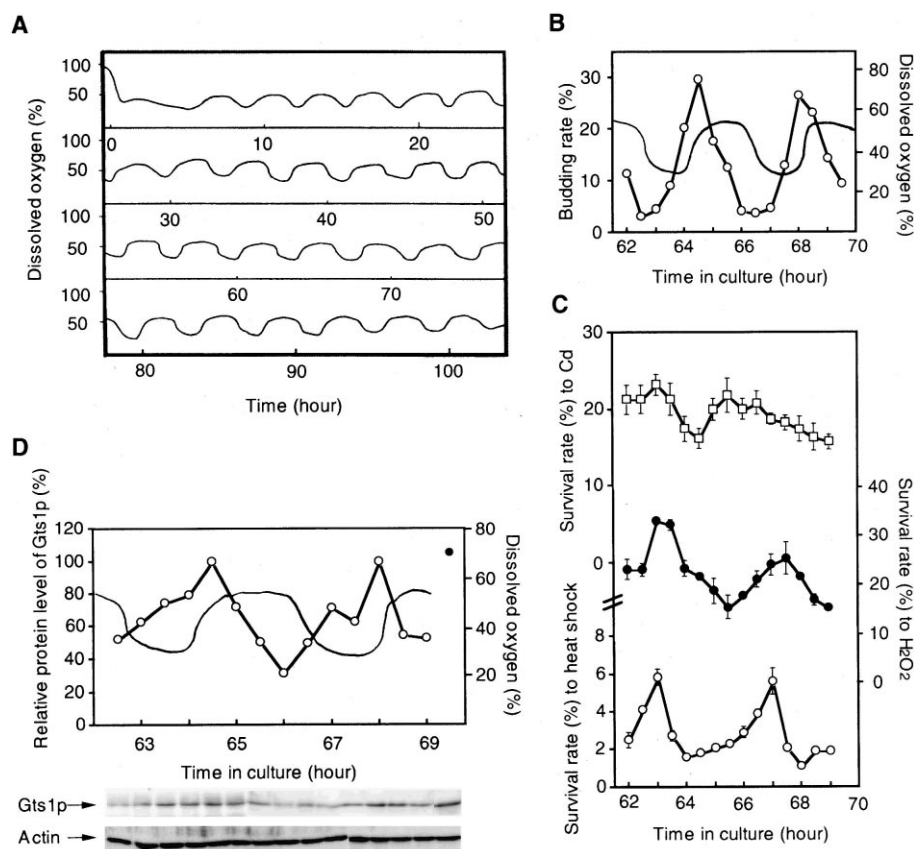 A
Dissolved oxygen (%)
100
50
0 10 20
100
50
30 40 50
100
50
60 70
100
50
80 90 100
Time (hour)
B
Budding rate (%)
30
20
10
0
Dissolved oxygen (%)
80
60
40
20
62 64 66 68 70
Time in culture (hour)
C
Survival rate (%) to Cd
30
20
10
0
Survival rate (%) to H2O2
40
30
20
10
0
Survival rate (%) to heat shock
8
6
4
2
0
62 64 66 68 70
Time in culture (hour)
D
Relative protein level of Gts1p (%)
120
100
80
60
40
20
0
Dissolved oxygen (%)
80
60
40
20
63 65 67 69
Time in culture (hour)
Gts1p
Actin